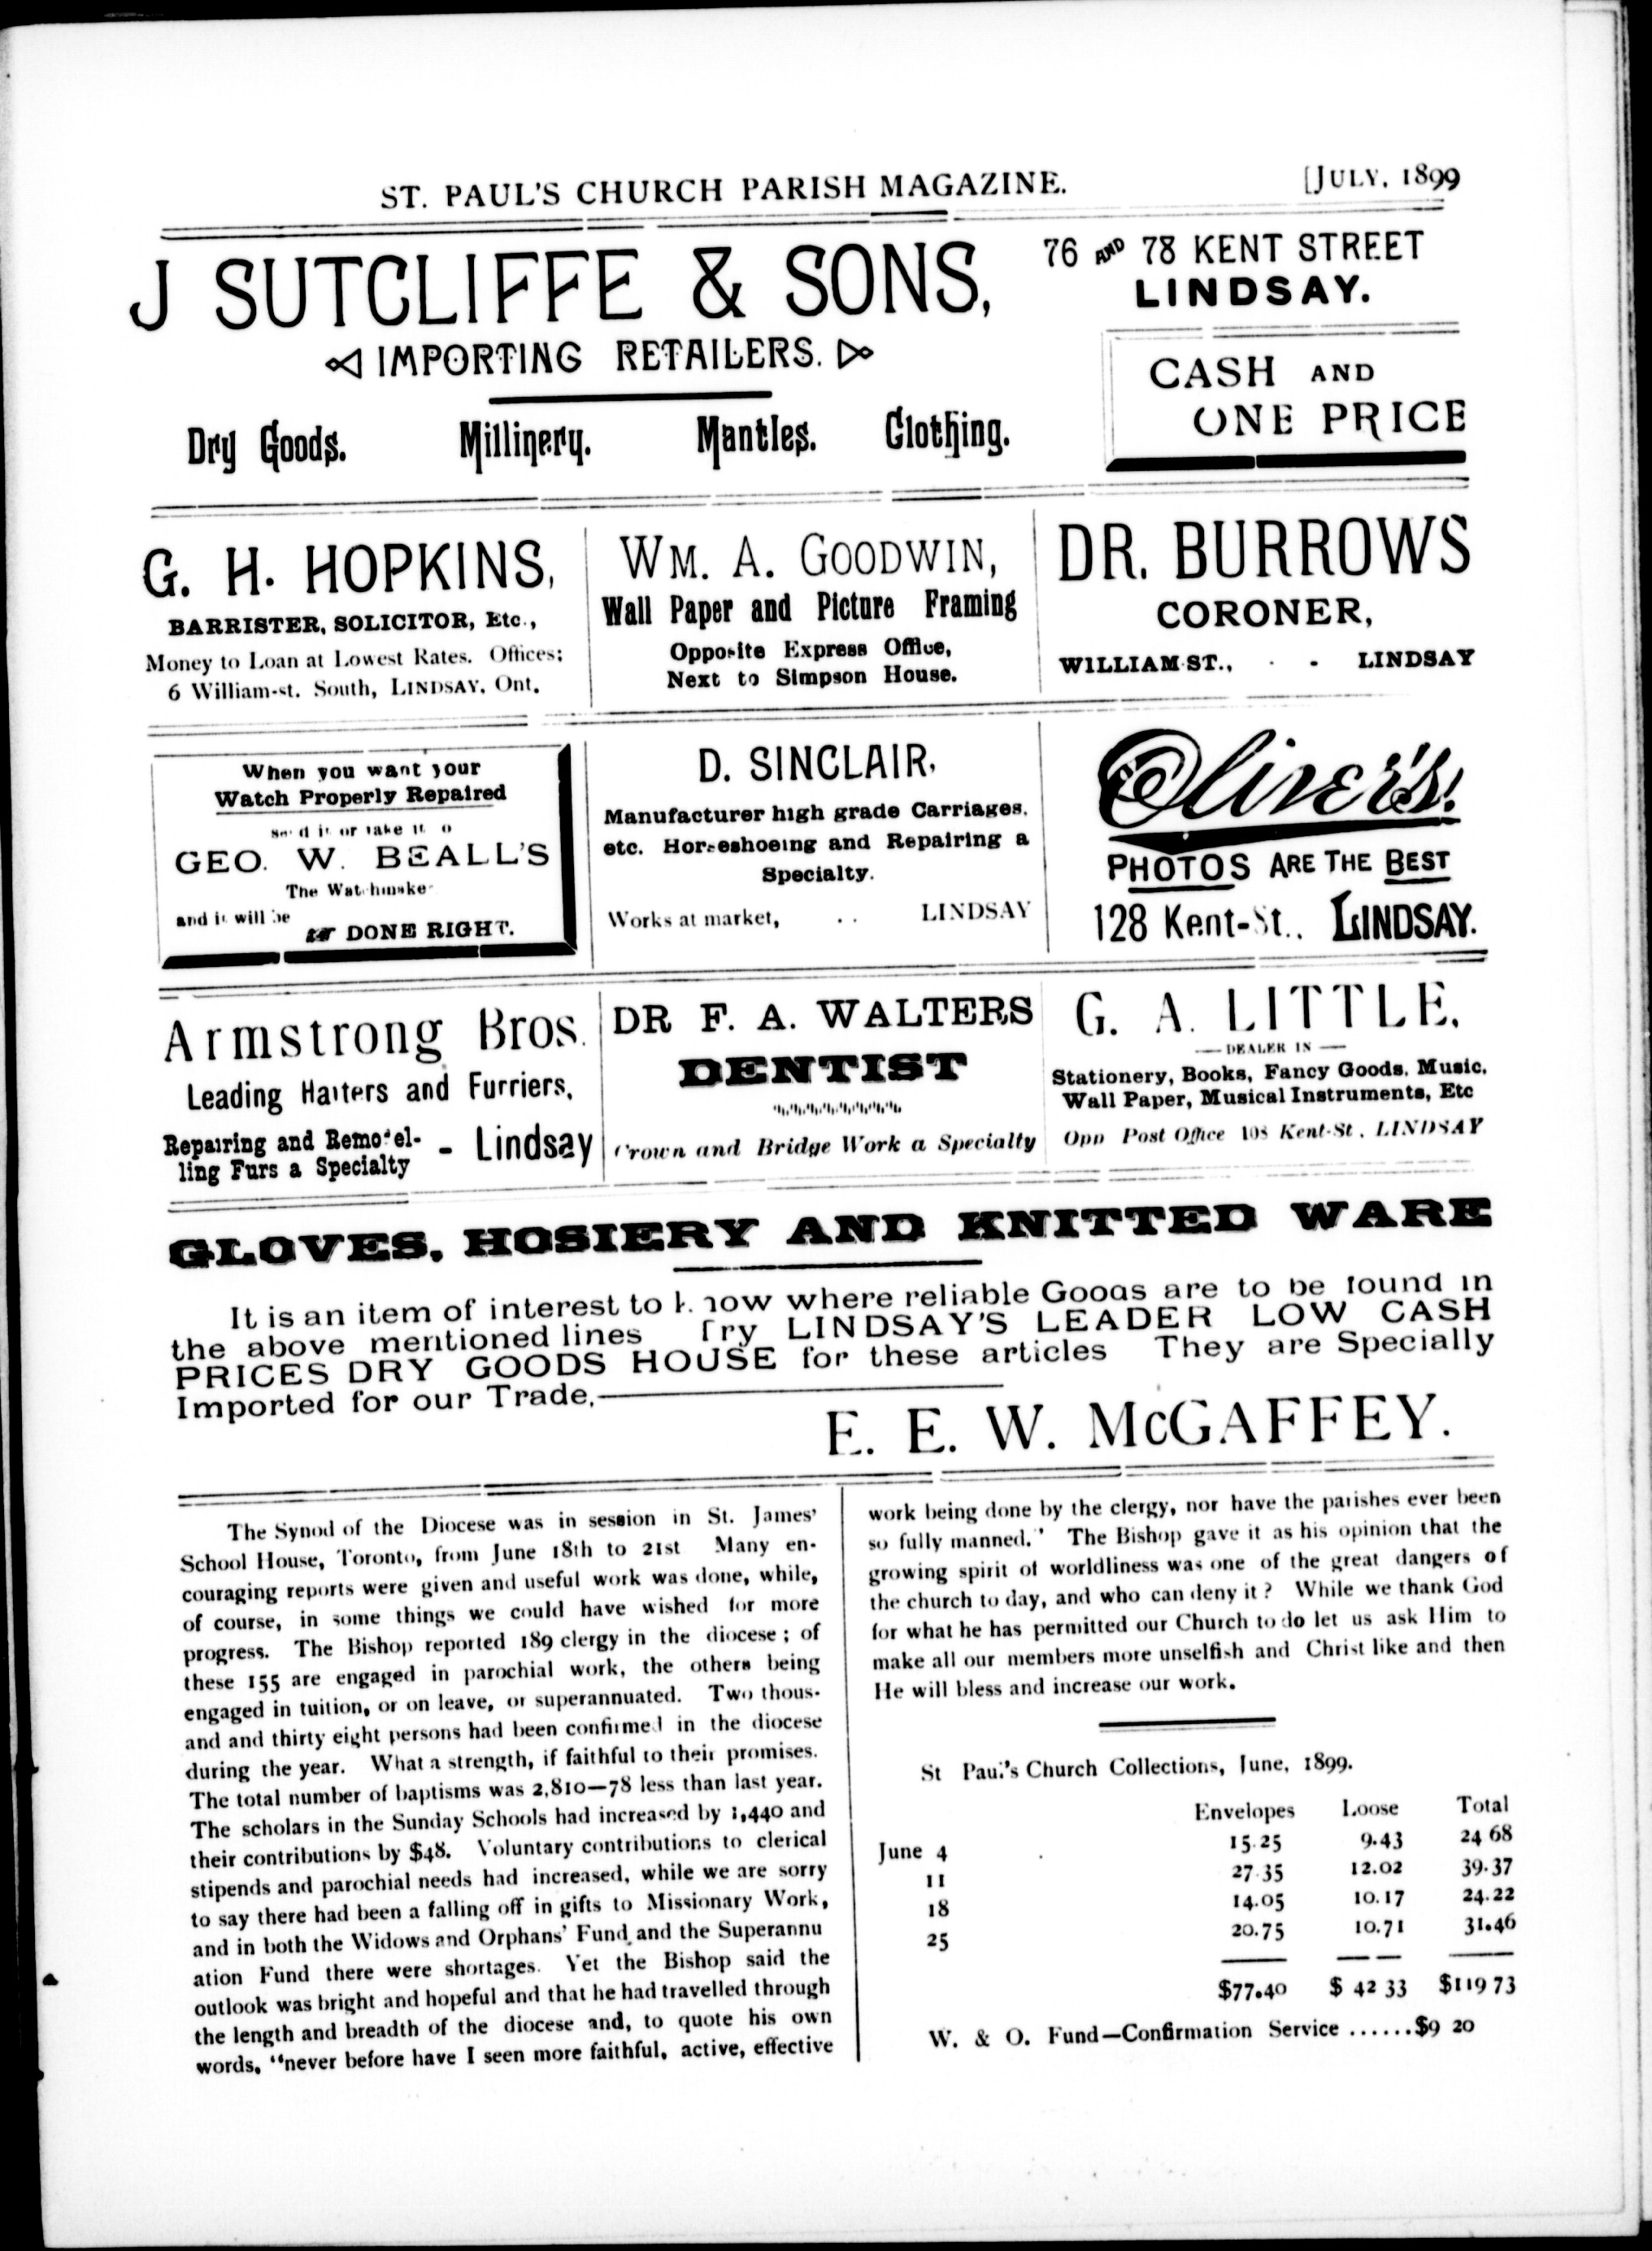 ST. PAUL'S CHURCH PARISH MAGAZINE. [JULY, 1899
J SUTCLIFFE & SONS,
IMPORTING RETAILERS.
Dry Goods. Millinery. Mantles. Clothing.
76 AND 78 KENT STREET
LINDSAY.
CASH AND
ONE PRICE
G. H. HOPKINS,
BARRISTER, SOLICITOR, Etc.,
Money to Loan at Lowest Rates. Offices:
6 William-st. South, LINDSAY, Ont.
WM. A. GOODWIN,
Wall Paper and Picture Framing
Opposite Express Office,
Next to Simpson House.
DR. BURROWS
CORONER,
WILLIAM ST., - - LINDSAY
When you want your
Watch Properly Repaired
Send it or take it to
GEO. W. BEALL'S
The Watchmaker
and it will be
DONE RIGHT.
D. SINCLAIR,
Manufacturer high grade Carriages,
etc. Horseshoeing and Repairing a
Specialty.
Works at market, . . LINDSAY
Oliver's!
PHOTOS ARE THE BEST
128 Kent-St., LINDSAY.
Armstrong Bros.
Leading Hatters and Furriers,
Repairing and Remodel-
ling Furs a Specialty - Lindsay
DR F. A. WALTERS
DENTIST
Crown and Bridge Work a Specialty
G. A. LITTLE,
— DEALER IN —
Stationery, Books, Fancy Goods, Music,
Wall Paper, Musical Instruments, Etc
Opp Post Office 108 Kent-St, LINDSAY
GLOVES, HOSIERY AND KNITTED WARE
It is an item of interest to know where reliable Goods are to be found in
the above mentioned lines Try LINDSAY'S LEADER LOW CASH
PRICES DRY GOODS HOUSE for these articles They are Specially
Imported for our Trade,
E. E. W. McGAFFEY.
The Synod of the Diocese was in session in St. James'
School House, Toronto, from June 18th to 21st Many en-
couraging reports were given and useful work was done, while,
of course, in some things we could have wished for more
progress. The Bishop reported 189 clergy in the diocese; of
these 155 are engaged in parochial work, the others being
engaged in tuition, or on leave, or superannuated. Two thous-
and and thirty eight persons had been confirmed in the diocese
during the year. What a strength, if faithful to their promises.
The total number of baptisms was 2,810—78 less than last year.
The scholars in the Sunday Schools had increased by 1,440 and
their contributions by $48. Voluntary contributions to clerical
stipends and parochial needs had increased, while we are sorry
to say there had been a falling off in gifts to Missionary Work,
and in both the Widows and Orphans' Fund and the Superannu
ation Fund there were shortages. Yet the Bishop said the
outlook was bright and hopeful and that he had travelled through
the length and breadth of the diocese and, to quote his own
words, "never before have I seen more faithful, active, effective
work being done by the clergy, nor have the parishes ever been
so fully manned." The Bishop gave it as his opinion that the
growing spirit of worldliness was one of the great dangers of
the church to day, and who can deny it? While we thank God
for what he has permitted our Church to do let us ask Him to
make all our members more unselfish and Christ like and then
He will bless and increase our work.
St Paul's Church Collections, June, 1899.
Envelopes Loose Total
June 4 15.25 9.43 24 68
11 27 35 12.02 39.37
18 14.05 10.17 24.22
25 20.75 10.71 31.46
$77.40 $ 42 33 $119 73
W. & O. Fund—Confirmation Service ......$9 20